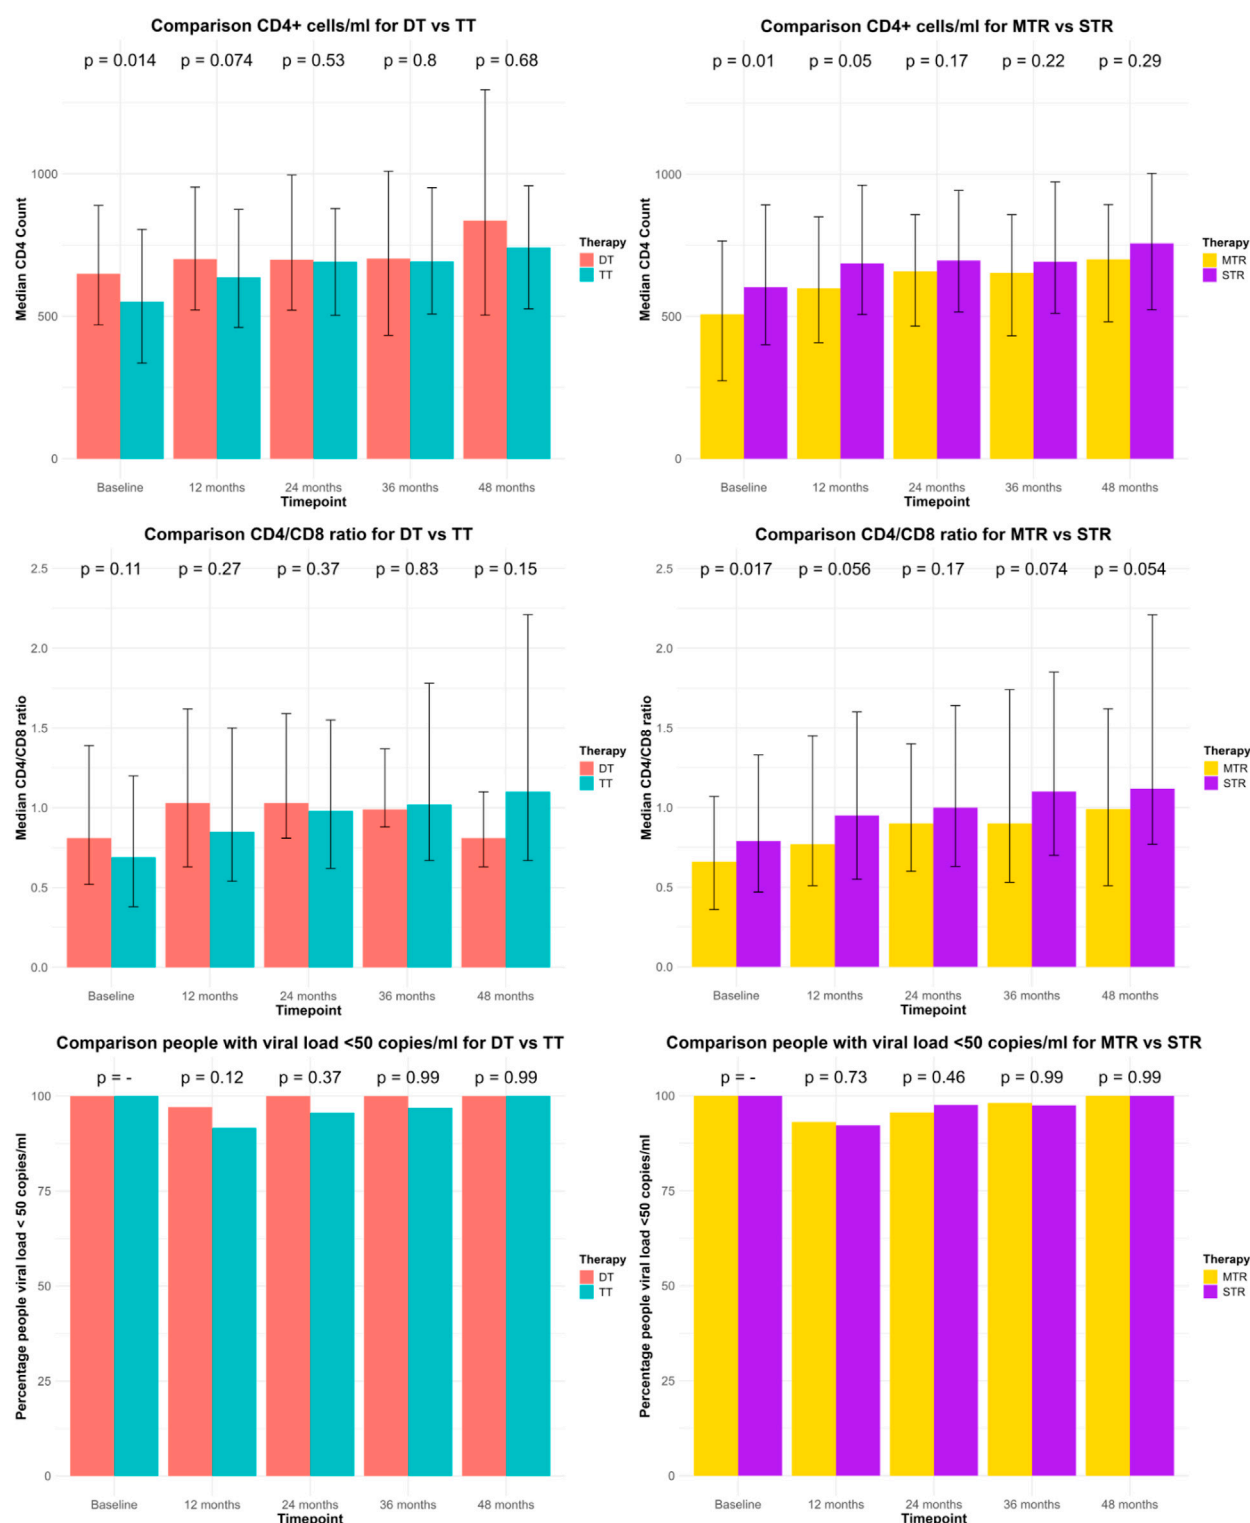 Comparison CD4+ cells/ml for DT vs TT
p = 0.014 p = 0.074 p = 0.53 p = 0.8 p = 0.68
1000
500
0
Median CD4 Count
Baseline 12 months 24 months 36 months 48 months
Timepoint
Therapy
DT
TT
Comparison CD4+ cells/ml for MTR vs STR
p = 0.01 p = 0.05 p = 0.17 p = 0.22 p = 0.29
1000
500
0
Median CD4 Count
Baseline 12 months 24 months 36 months 48 months
Timepoint
Therapy
MTR
STR
Comparison CD4/CD8 ratio for DT vs TT
p = 0.11 p = 0.27 p = 0.37 p = 0.83 p = 0.15
2.5
2.0
1.5
1.0
0.5
0.0
Median CD4/CD8 ratio
Baseline 12 months 24 months 36 months 48 months
Timepoint
Therapy
DT
TT
Comparison CD4/CD8 ratio for MTR vs STR
p = 0.017 p = 0.056 p = 0.17 p = 0.074 p = 0.054
2.5
2.0
1.5
1.0
0.5
0.0
Median CD4/CD8 ratio
Baseline 12 months 24 months 36 months 48 months
Timepoint
Therapy
MTR
STR
Comparison people with viral load <50 copies/ml for DT vs TT
p = - p = 0.12 p = 0.37 p = 0.99 p = 0.99
100
75
50
25
0
Percentage people viral load < 50 copies/ml
Baseline 12 months 24 months 36 months 48 months
Timepoint
Therapy
DT
TT
Comparison people with viral load <50 copies/ml for MTR vs STR
p = - p = 0.73 p = 0.46 p = 0.99 p = 0.99
100
75
50
25
0
Percentage people viral load <50 copies/ml
Baseline 12 months 24 months 36 months 48 months
Timepoint
Therapy
MTR
STR